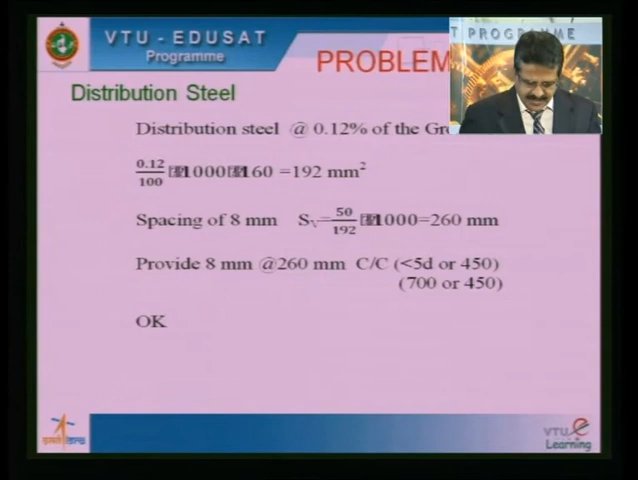 VTU - EDUSAT
Programme
T PROGRAMME
PROBLEM
Distribution Steel
Distribution steel @ 0.12% of the Gr
0.12/100 1000 160 =192 mm²
Spacing of 8 mm Sᵥ=50/192 1000=260 mm
Provide 8 mm @260 mm C/C (<5d or 450)
(700 or 450)
OK
VTU e
Learning